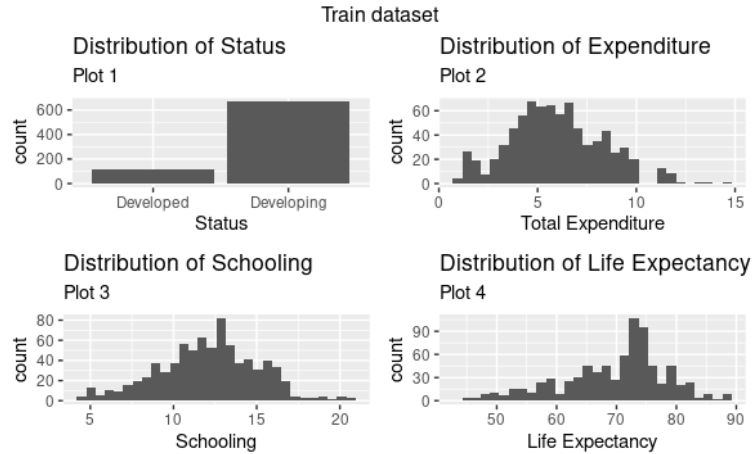 Train dataset
Distribution of Status
Plot 1
600
400
200
0
count
Developed Developing
Status
Distribution of Expenditure
Plot 2
60
40
20
0
count
0 5 10 15
Total Expenditure
Distribution of Schooling
Plot 3
80
60
40
20
0
count
5 10 15 20
Schooling
Distribution of Life Expectancy
Plot 4
90
60
30
0
count
50 60 70 80 90
Life Expectancy